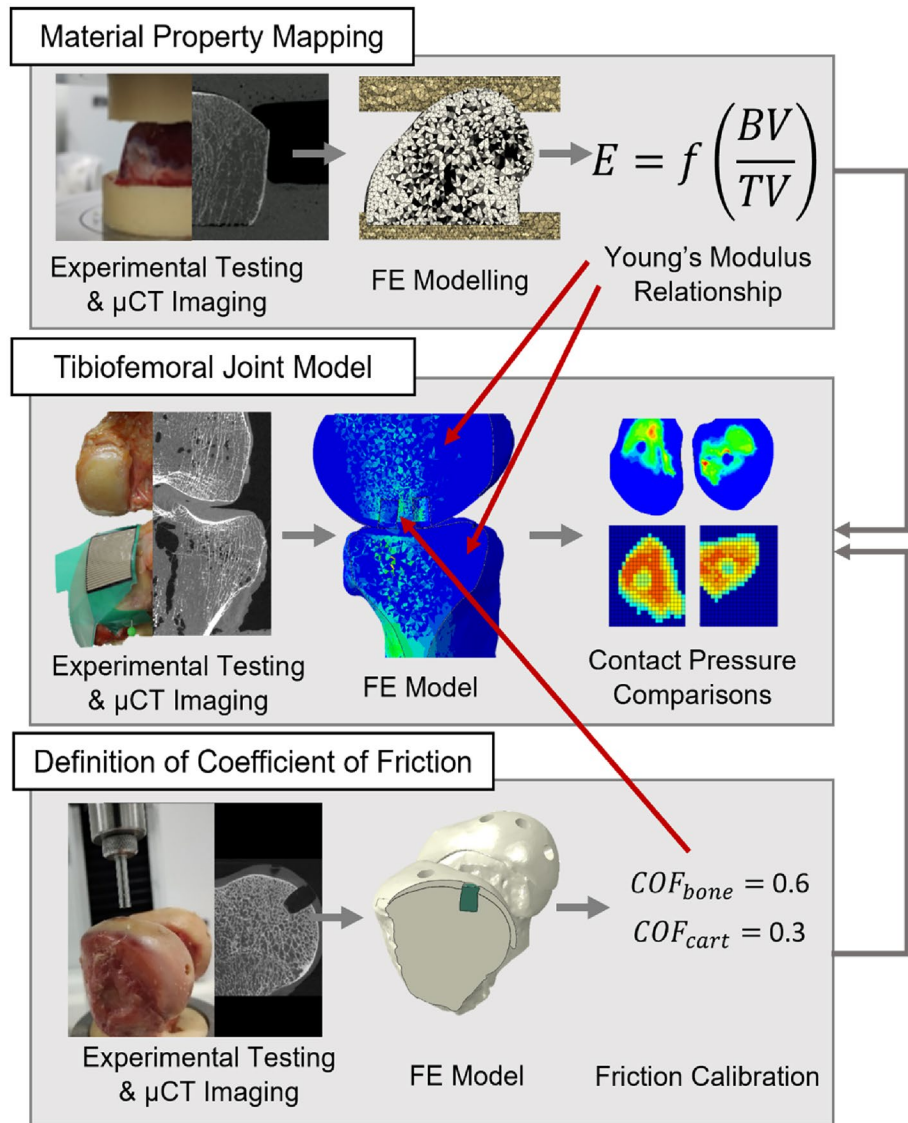 Material Property Mapping
E = f(BV/TV)
Experimental Testing
& µCT Imaging
FE Modelling
Young's Modulus
Relationship
Tibiofemoral Joint Model
Experimental Testing
& µCT Imaging
FE Model
Contact Pressure
Comparisons
Definition of Coefficient of Friction
COF_bone = 0.6
COF_cart = 0.3
Experimental Testing
& µCT Imaging
FE Model
Friction Calibration